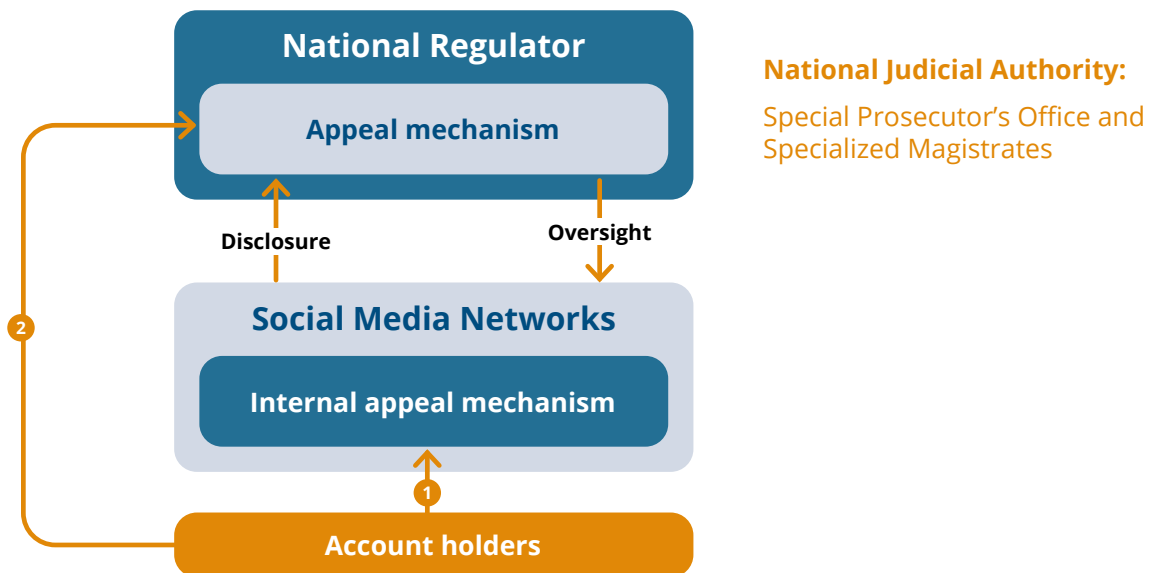 National Regulator
Appeal mechanism
National Judicial Authority:
Special Prosecutor's Office and
Specialized Magistrates
Disclosure
Oversight
Social Media Networks
2
Internal appeal mechanism
1
Account holders